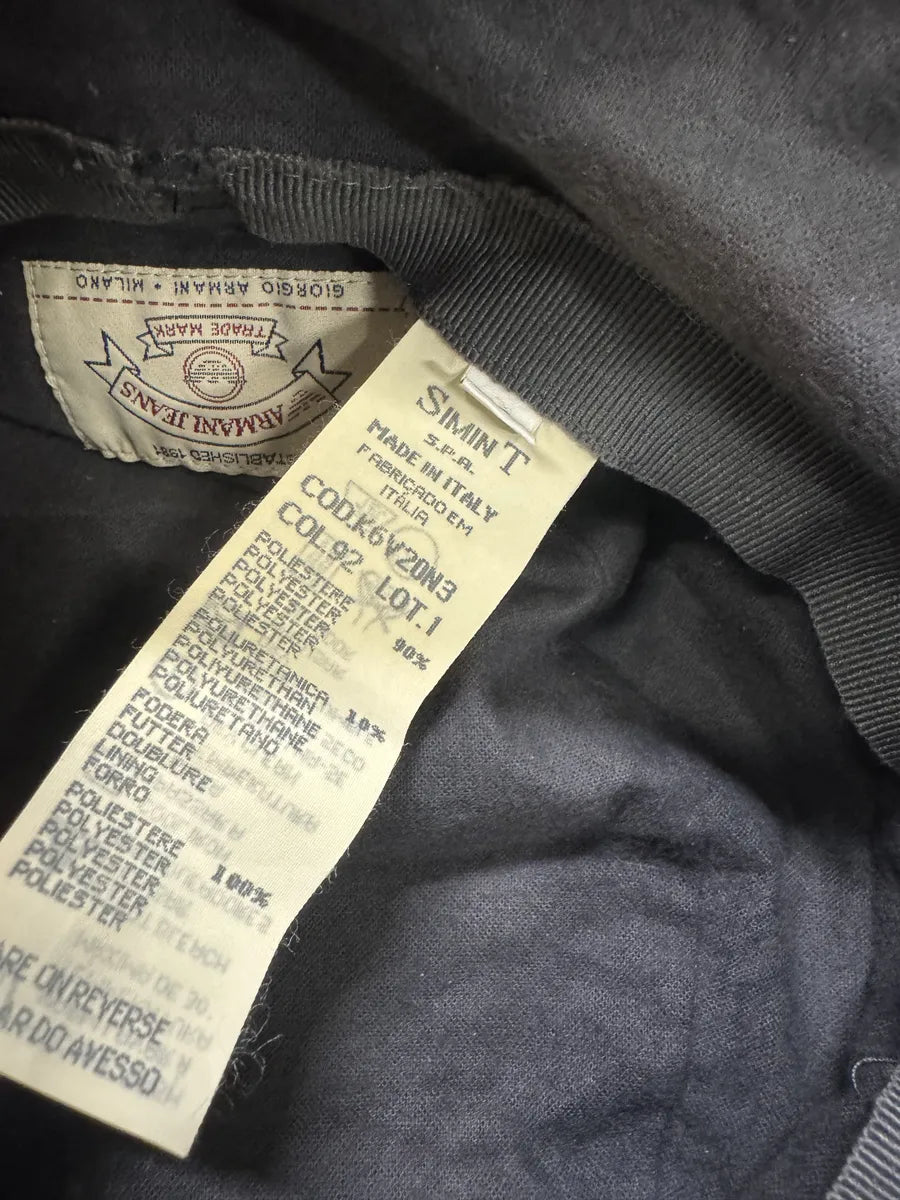 GIORGIO ARMANI • MILANO
TRADE MARK
ARMANI JEANS
ESTABLISHED 1981
SIMINT
S.P.A.
MADE IN ITALY
FABRICADO EM
ITÁLIA
COD.K6V20N3
COL.92 LOT.1
POLIESTERE 90%
POLYESTER
POLYESTER
POLYESTER
POLIESTER
POLIURETANICA 10%
POLYURETHAN
POLYURETHANNE
POLYURETHANE
POLIURETANO
FODERA
FUTTER
DOUBLURE
LINING
FORRO
POLIESTERE 100%
POLYESTER
POLYESTER
POLYESTER
POLIESTER
ARE ON REVERSE
AR DO AVESSO